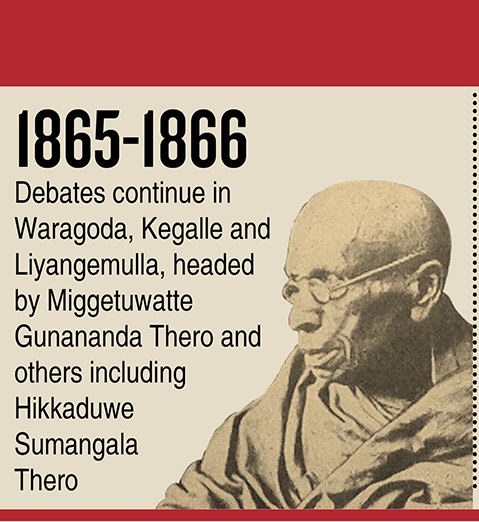 1865-1866
Debates continue in
Waragoda, Kegalle and
Liyangemulla, headed
by Miggetuwatte
Gunananda Thero and
others including
Hikkaduwe
Sumangala
Thero